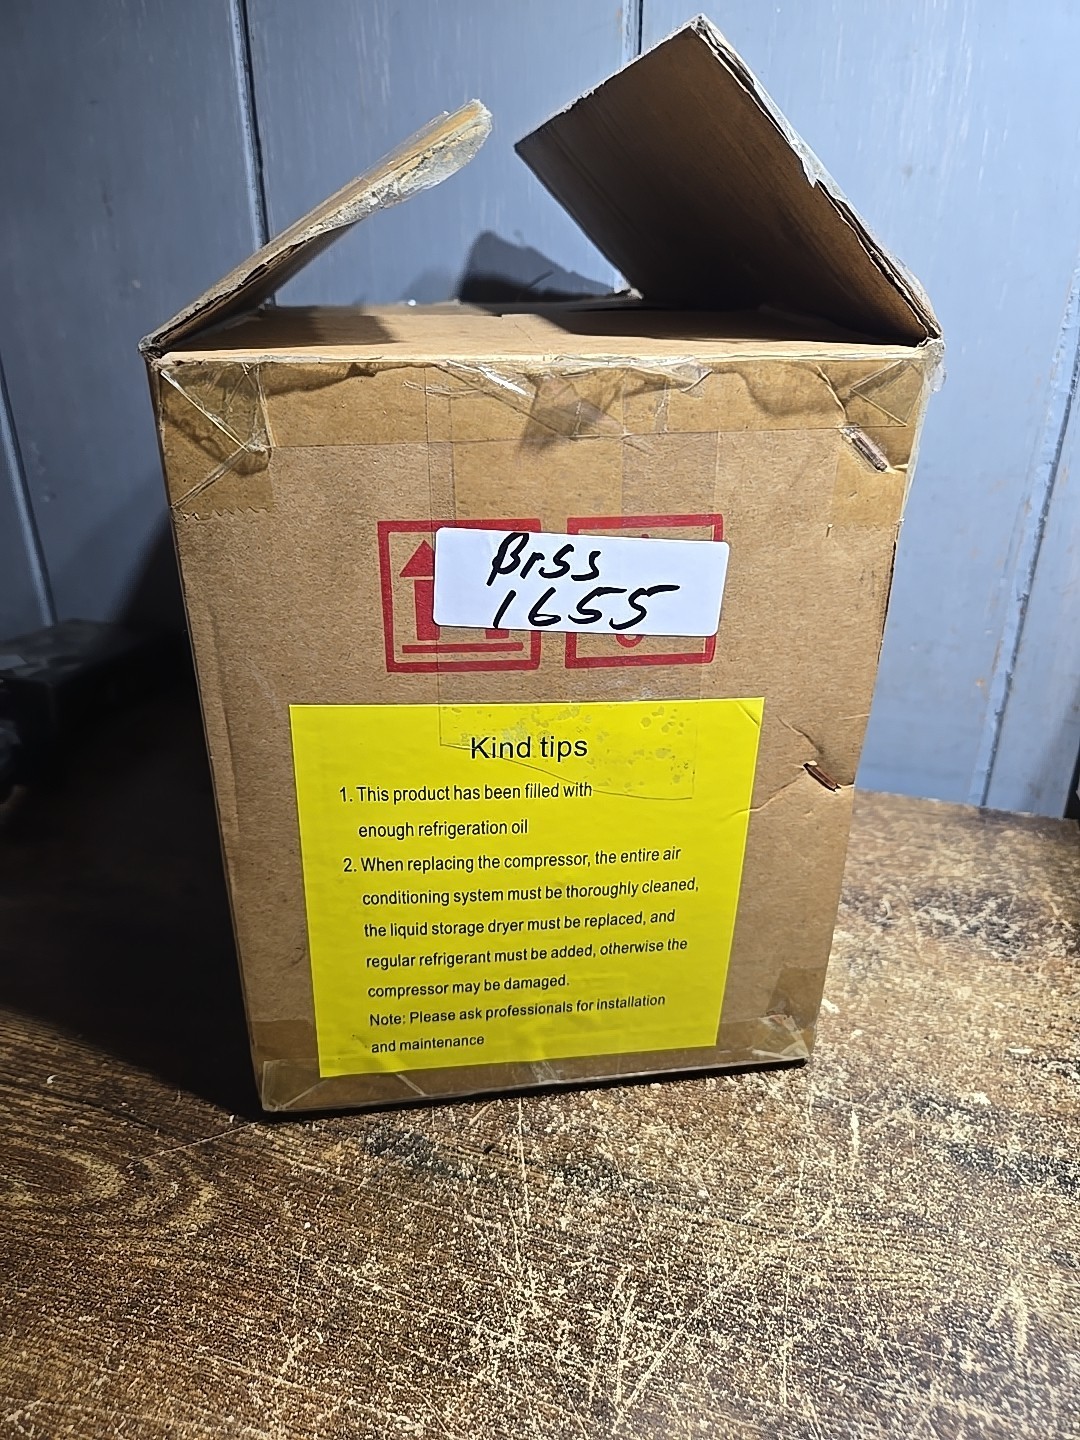 Brss
1655
Kind tips
1. This product has been filled with
enough refrigeration oil
2. When replacing the compressor, the entire air
conditioning system must be thoroughly cleaned,
the liquid storage dryer must be replaced, and
regular refrigerant must be added, otherwise the
compressor may be damaged.
Note: Please ask professionals for installation
and maintenance